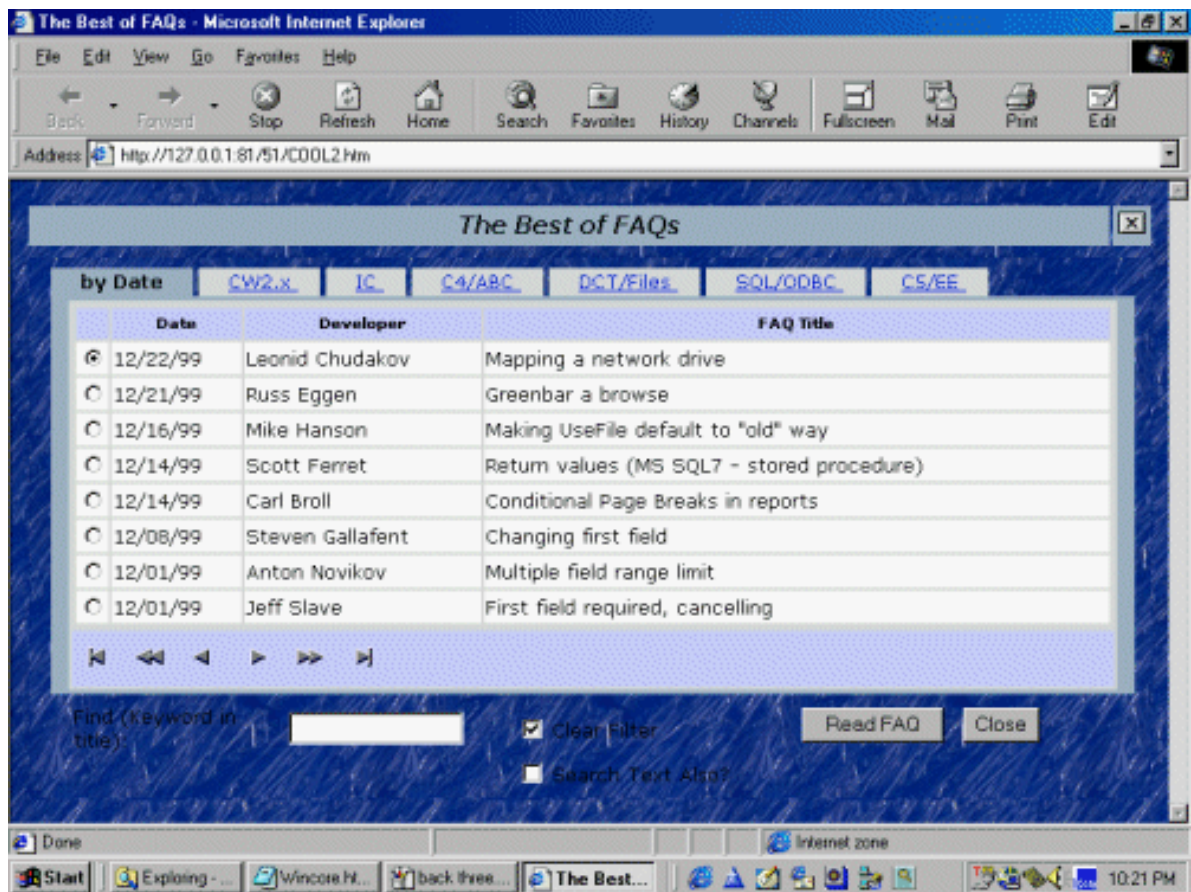 The Best of FAQs - Microsoft Internet Explorer
File Edit View Go Favorites Help
Back Forward Stop Refresh Home Search Favorites History Channels Fullscreen Mail Print Edit
Address http://127.0.0.1:81/51/COOL2.htm
The Best of FAQs
by Date CW2.x IC C4/ABC DCT/Files SQL/ODBC C5/EE
Date Developer FAQ Title
12/22/99 Leonid Chudakov Mapping a network drive
12/21/99 Russ Eggen Greenbar a browse
12/16/99 Mike Hanson Making UseFile default to "old" way
12/14/99 Scott Ferret Return values (MS SQL7 - stored procedure)
12/14/99 Carl Broll Conditional Page Breaks in reports
12/08/99 Steven Gallafent Changing first field
12/01/99 Anton Novikov Multiple field range limit
12/01/99 Jeff Slave First field required, cancelling
Find (Keyword in
title):
Clear Filter
Read FAQ Close
Search Text Also?
Done Internet zone
Start Exploring - ... Wincore.ht... back three.... The Best... 10:21 PM